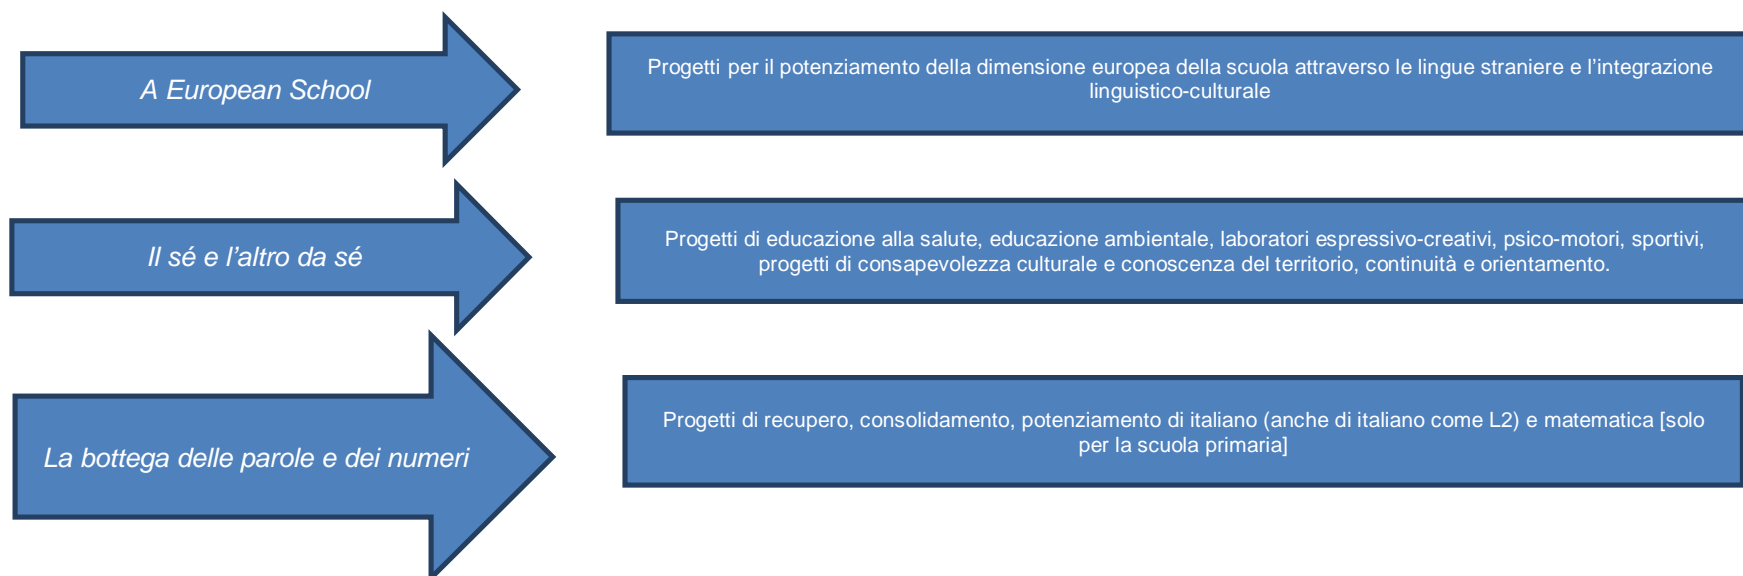 A European School
Progetti per il potenziamento della dimensione europea della scuola attraverso le lingue straniere e l’integrazione
linguistico-culturale
Il sé e l’altro da sé
Progetti di educazione alla salute, educazione ambientale, laboratori espressivo-creativi, psico-motori, sportivi,
progetti di consapevolezza culturale e conoscenza del territorio, continuità e orientamento.
La bottega delle parole e dei numeri
Progetti di recupero, consolidamento, potenziamento di italiano (anche di italiano come L2) e matematica [solo
per la scuola primaria]